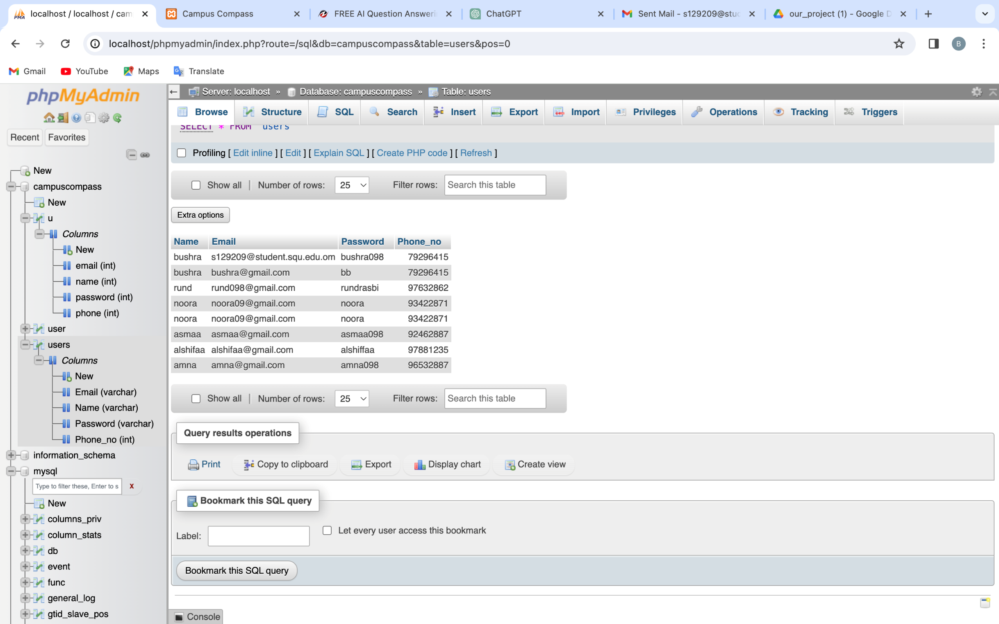 localhost / localhost / cam
Campus Compass
FREE AI Question Answeri
ChatGPT
Sent Mail - s129209@stud
our_project (1) - Google D
localhost/phpmyadmin/index.php?route=/sql&db=campuscompass&table=users&pos=0
B
Gmail YouTube Maps Translate
phpMyAdmin
Recent Favorites
New
campuscompass
New
u
Columns
New
email (int)
name (int)
password (int)
phone (int)
user
users
Columns
New
Email (varchar)
Name (varchar)
Password (varchar)
Phone_no (int)
information_schema
mysql
Type to filter these, Enter to s X
New
columns_priv
column_stats
db
event
func
general_log
gtid_slave_pos
Server: localhost » Database: campuscompass » Table: users
Browse Structure SQL Search Insert Export Import Privileges Operations Tracking Triggers
SELECT * FROM users
Profiling [ Edit inline ] [ Edit ] [ Explain SQL ] [ Create PHP code ] [ Refresh ]
Show all | Number of rows: 25 Filter rows: Search this table
Extra options
Name Email Password Phone_no
bushra s129209@student.squ.edu.om bushra098 79296415
bushra bushra@gmail.com bb 79296415
rund rund098@gmail.com rundrasbi 97632862
noora noora09@gmail.com noora 93422871
noora noora09@gmail.com noora 93422871
asmaa asmaa@gmail.com asmaa098 92462887
alshifaa alshifaa@gmail.com alshiffaa 97881235
amna amna@gmail.com amna098 96532887
Show all | Number of rows: 25 Filter rows: Search this table
Query results operations
Print Copy to clipboard Export Display chart Create view
Bookmark this SQL query
Label: Let every user access this bookmark
Bookmark this SQL query
Console